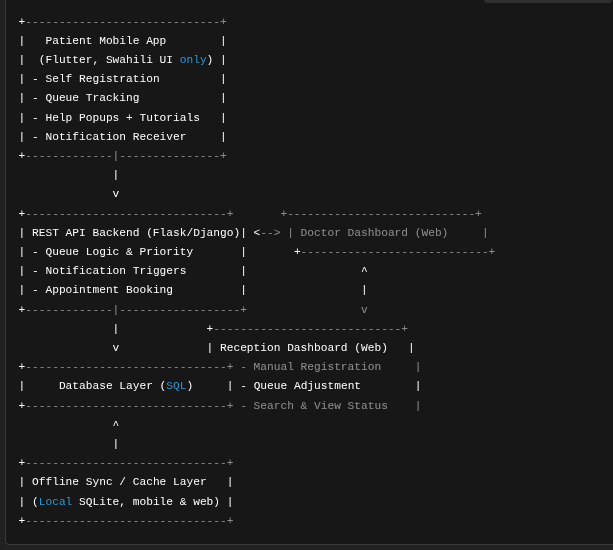 +-----------------------------+
|   Patient Mobile App        |
|  (Flutter, Swahili UI only) |
| - Self Registration         |
| - Queue Tracking            |
| - Help Popups + Tutorials   |
| - Notification Receiver     |
+-------------|---------------+
              |
              v
+------------------------------+       +----------------------------+
| REST API Backend (Flask/Django)| <--> | Doctor Dashboard (Web)     |
| - Queue Logic & Priority       |       +----------------------------+
| - Notification Triggers        |                 ^
| - Appointment Booking          |                 |
+-------------|------------------+                 v
              |             +----------------------------+
              v             | Reception Dashboard (Web)   |
+------------------------------+ - Manual Registration     |
|     Database Layer (SQL)     | - Queue Adjustment        |
+------------------------------+ - Search & View Status    |
              ^
              |
+------------------------------+
| Offline Sync / Cache Layer   |
| (Local SQLite, mobile & web) |
+------------------------------+